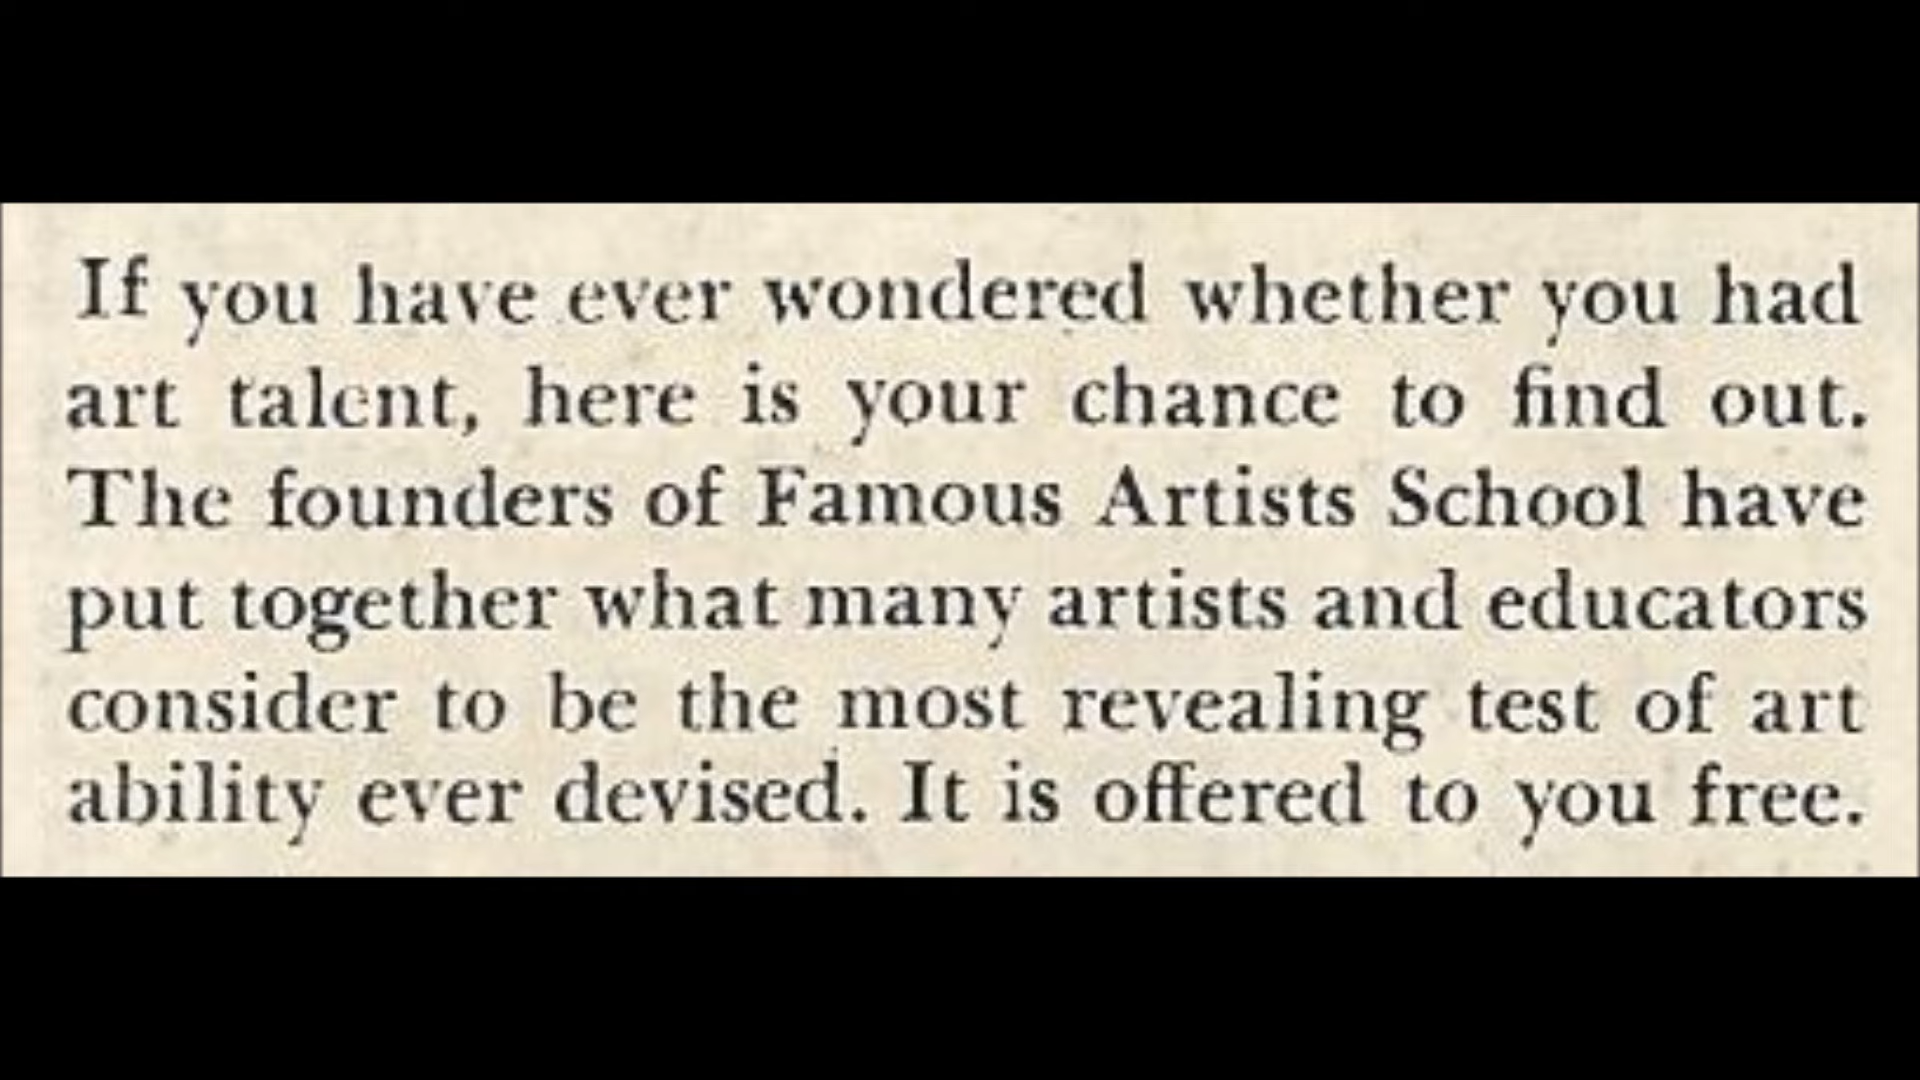 If you have ever wondered whether you had
art talent, here is your chance to find out.
The founders of Famous Artists School have
put together what many artists and educators
consider to be the most revealing test of art
ability ever devised. It is offered to you free.